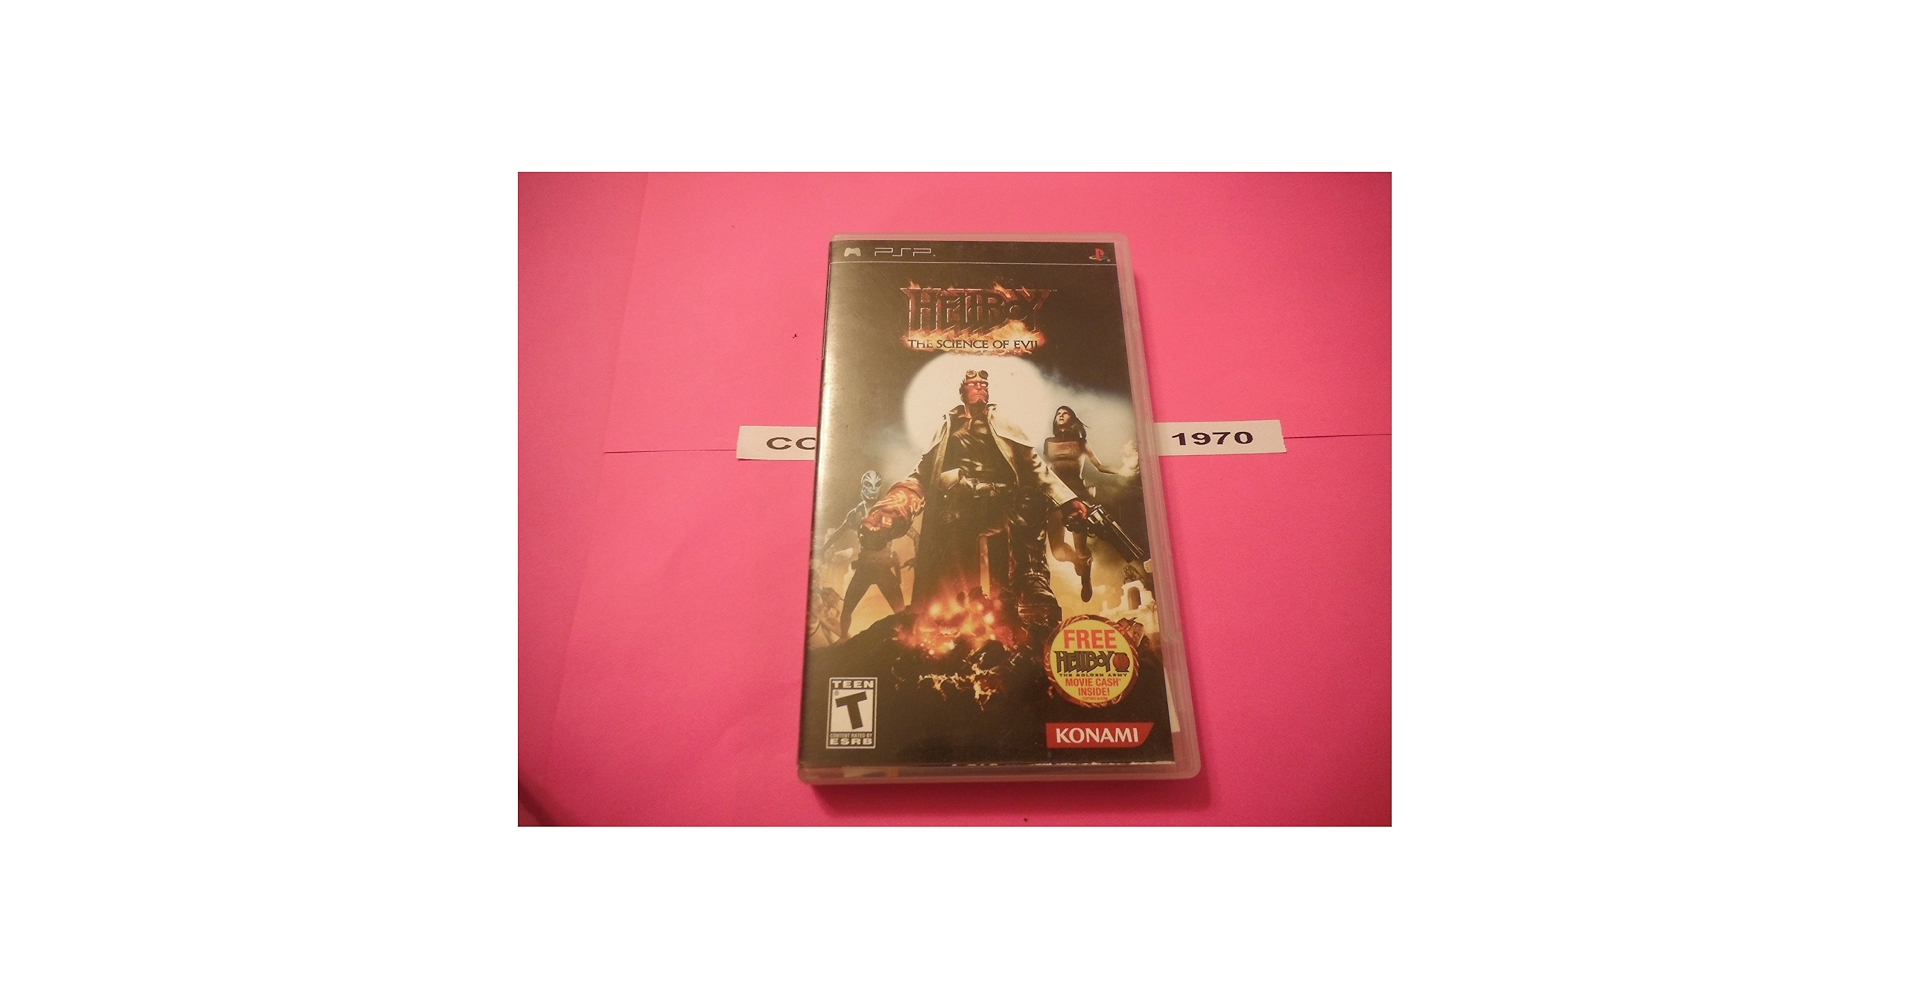 PSP
HELLBOY
THE SCIENCE OF EVIL
CO
1970
FREE
HELLBOY II
THE GOLDEN ARMY
MOVIE CASH
INSIDE!
TEEN
T
CONTENT RATED BY
ESRB
KONAMI